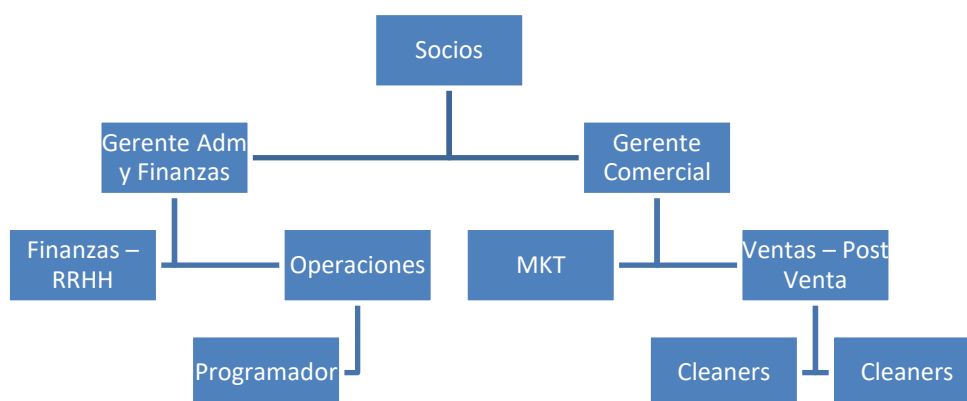 Socios
Gerente Adm
y Finanzas
Gerente
Comercial
Finanzas –
RRHH
Operaciones
MKT
Ventas – Post
Venta
Programador
Cleaners
Cleaners